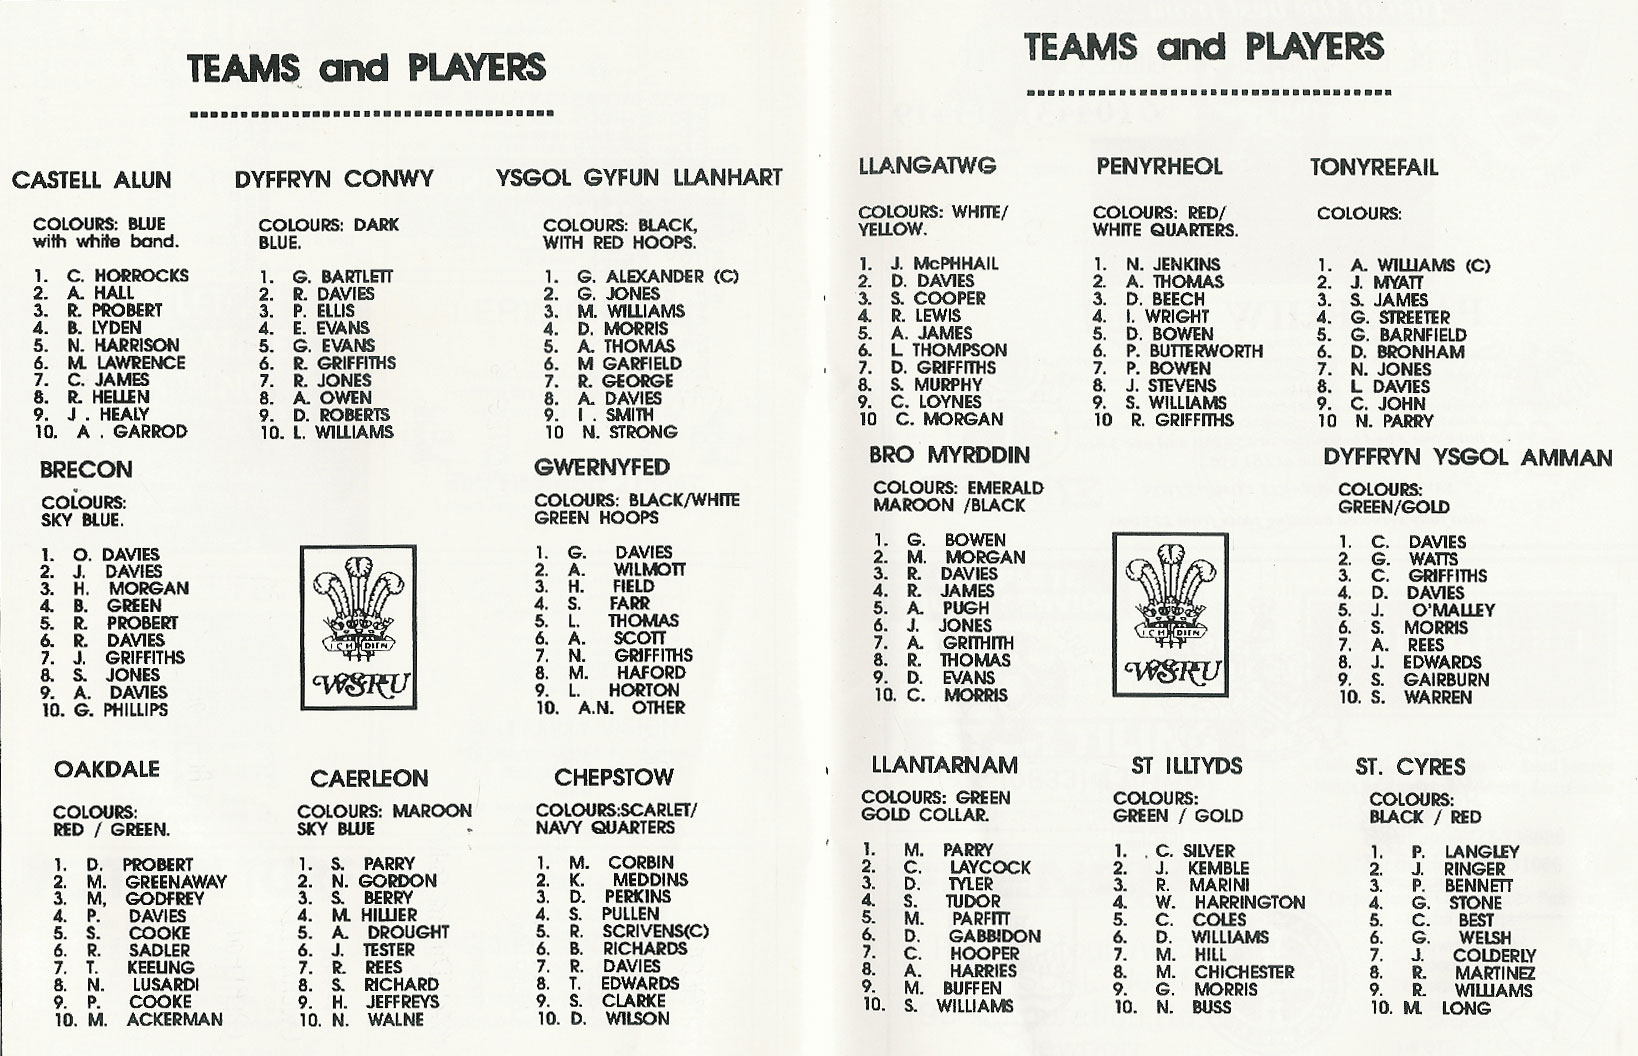 TEAMS and PLAYERS
CASTELL ALUN
COLOURS: BLUE
with white band.
1. C. HORROCKS
2. A. HALL
3. R. PROBERT
4. B. LYDEN
5. N. HARRISON
6. M. LAWRENCE
7. C. JAMES
8. R. HELLEN
9. J . HEALY
10. A . GARROD
DYFFRYN CONWY
COLOURS: DARK
BLUE.
1. G. BARTLETT
2. R. DAVIES
3. P. ELLIS
4. E. EVANS
5. G. EVANS
6. R. GRIFFITHS
7. R. JONES
8. A. OWEN
9. D. ROBERTS
10. L. WILLIAMS
YSGOL GYFUN LLANHART
COLOURS: BLACK,
WITH RED HOOPS.
1. G. ALEXANDER (C)
2. G. JONES
3. M. WILLIAMS
4. D. MORRIS
5. A. THOMAS
6. M GARFIELD
7. R. GEORGE
8. A. DAVIES
9. I . SMITH
10 N. STRONG
BRECON
COLOURS:
SKY BLUE.
1. O. DAVIES
2. J. DAVIES
3. H. MORGAN
4. B. GREEN
5. R. PROBERT
6. R. DAVIES
7. J. GRIFFITHS
8. S. JONES
9. A. DAVIES
10. G. PHILLIPS
ICH DIEN
WSRU
GWERNYFED
COLOURS: BLACK/WHITE
GREEN HOOPS
1. G. DAVIES
2. A. WILMOTT
3. H. FIELD
4. S. FARR
5. L. THOMAS
6. A. SCOTT
7. N. GRIFFITHS
8. M. HAFORD
9. L. HORTON
10. A.N. OTHER
OAKDALE
COLOURS:
RED / GREEN.
1. D. PROBERT
2. M. GREENAWAY
3. M, GODFREY
4. P. DAVIES
5. S. COOKE
6. R. SADLER
7. T. KEELING
8. N. LUSARDI
9. P. COOKE
10. M. ACKERMAN
CAERLEON
COLOURS: MAROON
SKY BLUE
1. S. PARRY
2. N. GORDON
3. S. BERRY
4. M. HILLIER
5. A. DROUGHT
6. J. TESTER
7. R. REES
8. S. RICHARD
9. H. JEFFREYS
10. N. WALNE
CHEPSTOW
COLOURS:SCARLET/
NAVY QUARTERS
1. M. CORBIN
2. K. MEDDINS
3. D. PERKINS
4. S. PULLEN
5. R. SCRIVENS(C)
6. B. RICHARDS
7. R. DAVIES
8. T. EDWARDS
9. S. CLARKE
10. D. WILSON
TEAMS and PLAYERS
LLANGATWG
COLOURS: WHITE/
YELLOW.
1. J. McPHHAIL
2. D. DAVIES
3. S. COOPER
4. R. LEWIS
5. A. JAMES
6. L THOMPSON
7. D. GRIFFITHS
8. S. MURPHY
9. C. LOYNES
10 C. MORGAN
PENYRHEOL
COLOURS: RED/
WHITE QUARTERS.
1. N. JENKINS
2. A. THOMAS
3. D. BEECH
4. I. WRIGHT
5. D. BOWEN
6. P. BUTTERWORTH
7. P. BOWEN
8. J. STEVENS
9. S. WILLIAMS
10 R. GRIFFITHS
TONYREFAIL
COLOURS:
1. A. WILLIAMS (C)
2. J. MYATT
3. S. JAMES
4. G. STREETER
5. G. BARNFIELD
6. D. BRONHAM
7. N. JONES
8. L DAVIES
9. C. JOHN
10 N. PARRY
BRO MYRDDIN
COLOURS: EMERALD
MAROON /BLACK
1. G. BOWEN
2. M. MORGAN
3. R. DAVIES
4. R. JAMES
5. A. PUGH
6. J. JONES
7. A. GRITHITH
8. R. THOMAS
9. D. EVANS
10. C. MORRIS
ICH DIEN
WSRU
DYFFRYN YSGOL AMMAN
COLOURS:
GREEN/GOLD
1. C. DAVIES
2. G. WATTS
3. C. GRIFFITHS
4. D. DAVIES
5. J. O'MALLEY
6. S. MORRIS
7. A. REES
8. J. EDWARDS
9. S. GAIRBURN
10. S. WARREN
LLANTARNAM
COLOURS: GREEN
GOLD COLLAR.
1. M. PARRY
2. C. LAYCOCK
3. D. TYLER
4. S. TUDOR
5. M. PARFITT
6. D. GABBIDON
7. C. HOOPER
8. A. HARRIES
9. M. BUFFEN
10. S. WILLIAMS
ST ILLTYDS
COLOURS:
GREEN / GOLD
1. . C. SILVER
2. J. KEMBLE
3. R. MARINI
4. W. HARRINGTON
5. C. COLES
6. D. WILLIAMS
7. M. HILL
8. M. CHICHESTER
9. G. MORRIS
10. N. BUSS
ST. CYRES
COLOURS:
BLACK / RED
1. P. LANGLEY
2. J. RINGER
3. P. BENNETT
4. G. STONE
5. C. BEST
6. G. WELSH
7. J. COLDERLY
8. R. MARTINEZ
9. R. WILLIAMS
10. M. LONG